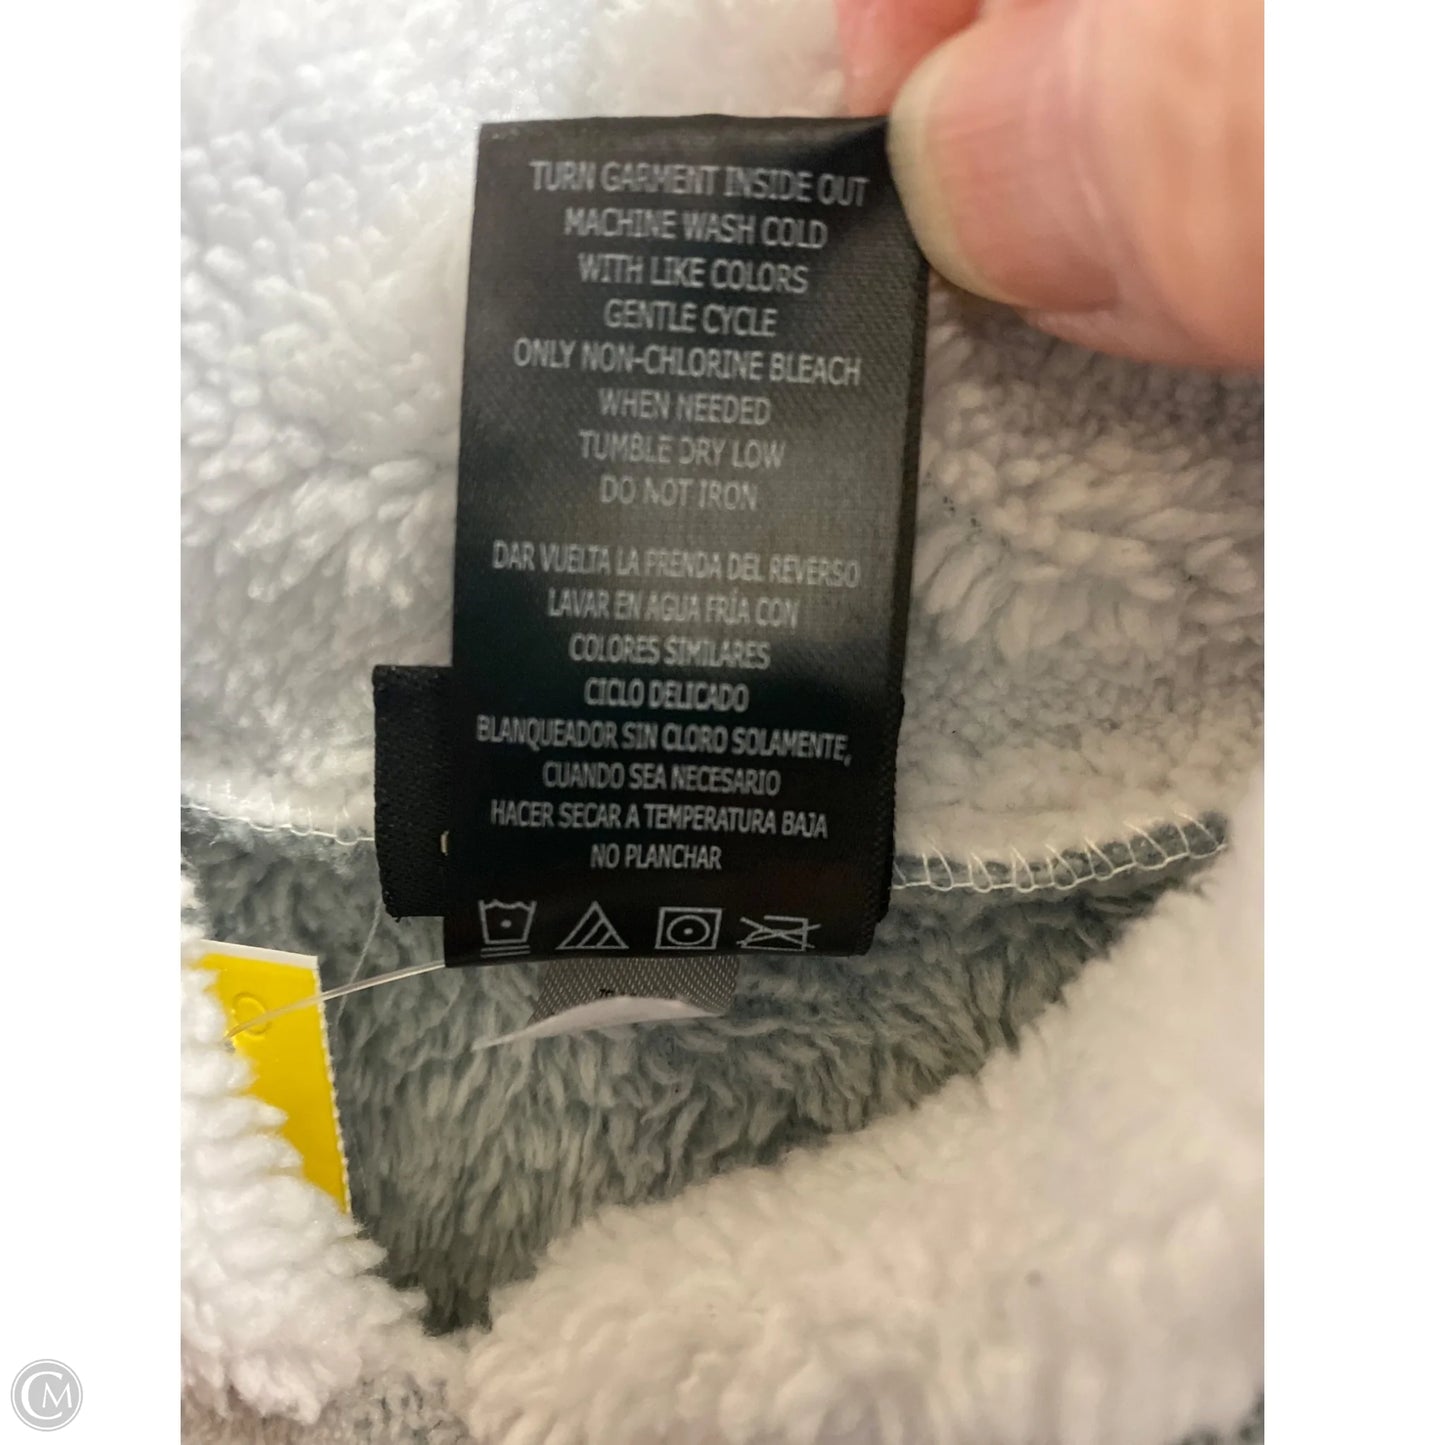 TURN GARMENT INSIDE OUT
MACHINE WASH COLD
WITH LIKE COLORS
GENTLE CYCLE
ONLY NON-CHLORINE BLEACH
WHEN NEEDED
TUMBLE DRY LOW
DO NOT IRON
DAR VUELTA LA PRENDA DEL REVERSO
LAVAR EN AGUA FRÍA CON
COLORES SIMILARES
CICLO DELICADO
BLANQUEADOR SIN CLORO SOLAMENTE,
CUANDO SEA NECESARIO
HACER SECAR A TEMPERATURA BAJA
NO PLANCHAR
CM